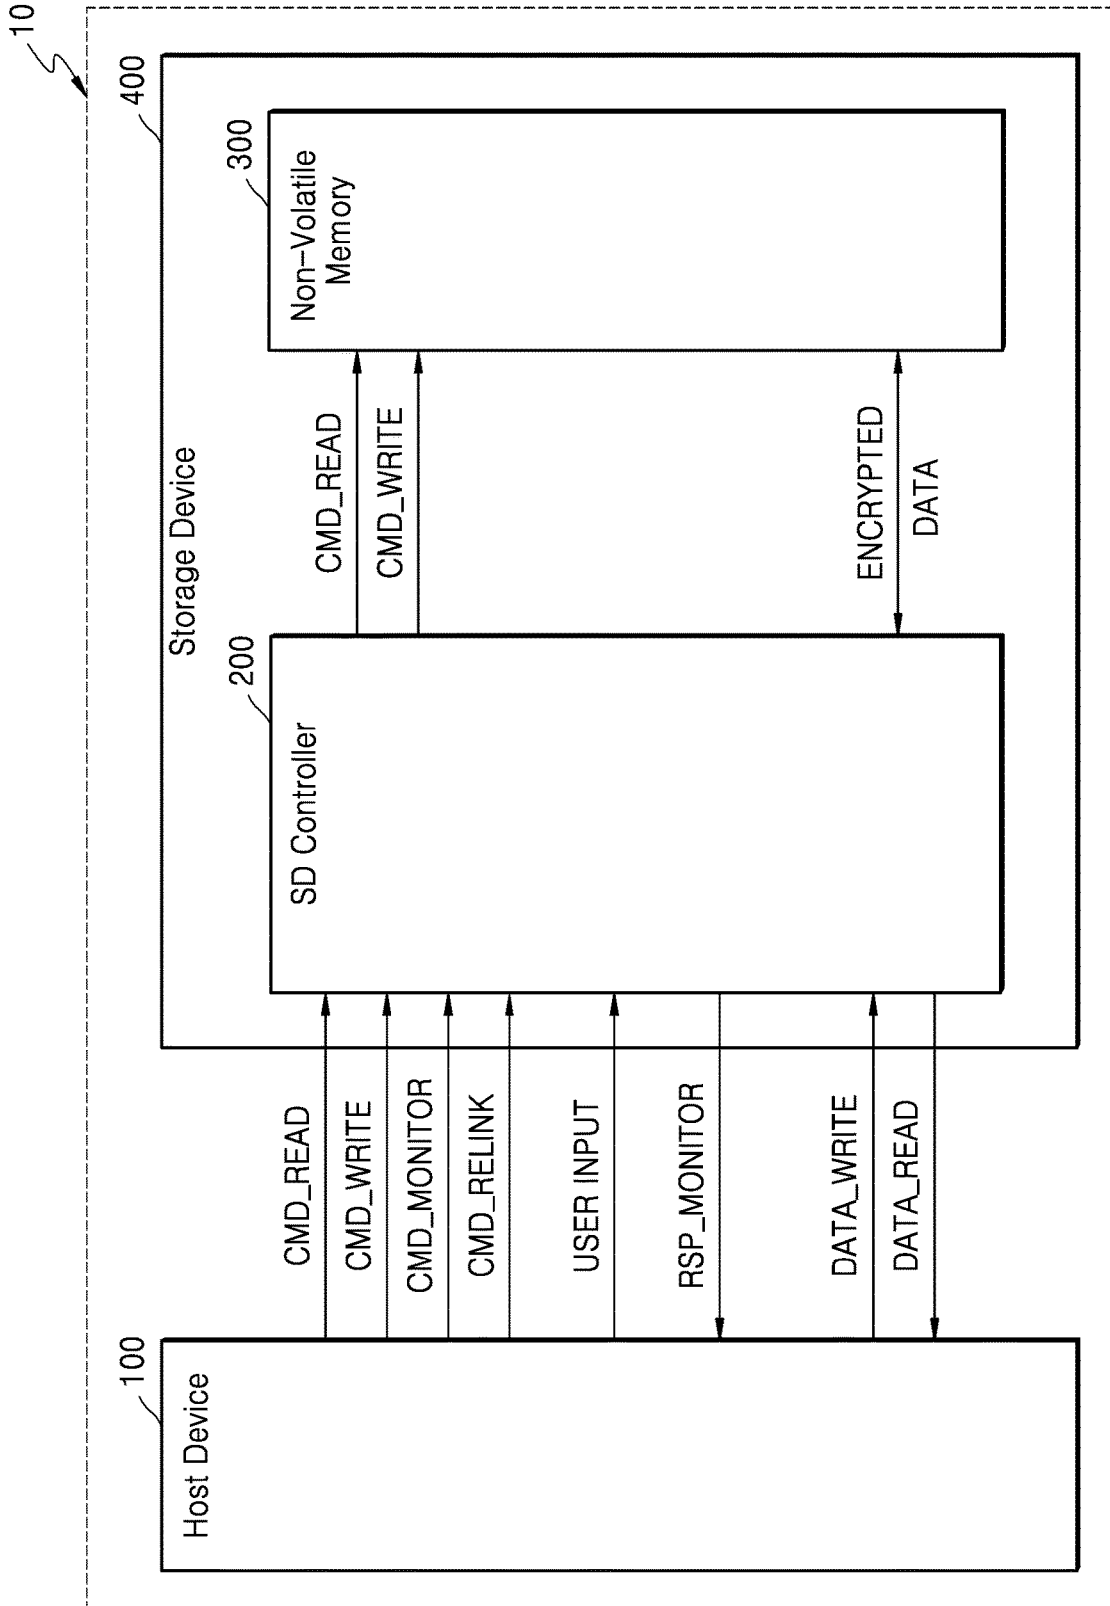 10
400
Storage Device
100
Host Device
200
SD Controller
300
Non-Volatile
Memory
CMD_READ
CMD_WRITE
CMD_MONITOR
CMD_RELINK
USER INPUT
RSP_MONITOR
DATA_WRITE
DATA_READ
CMD_READ
CMD_WRITE
ENCRYPTED
DATA